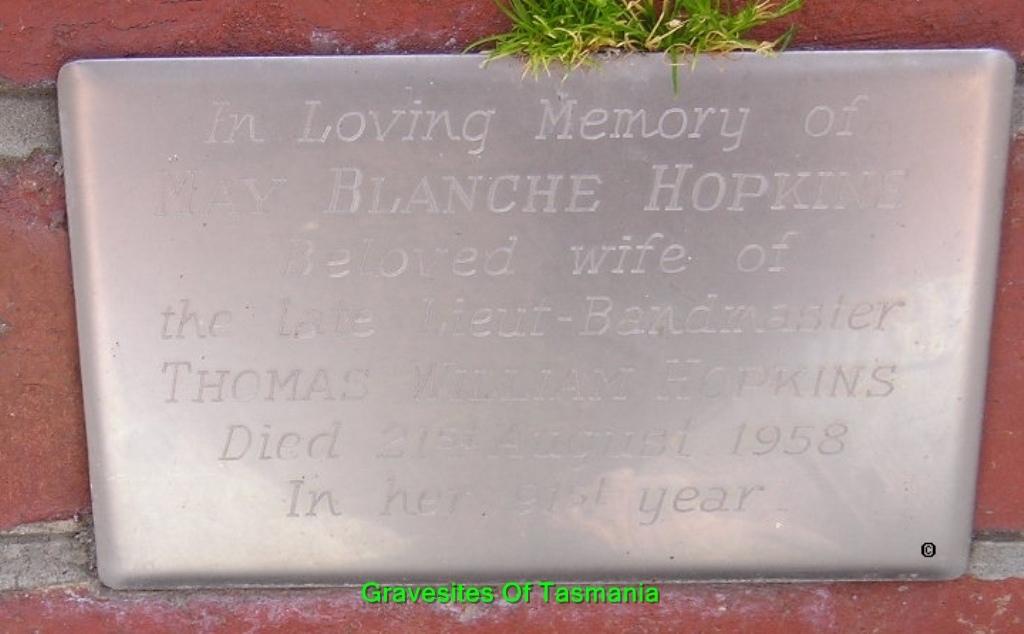 In Loving Memory of
MAY BLANCHE HOPKINS
Beloved wife of
the late Lieut-Bandmaster
THOMAS WILLIAM HOPKINS
Died 21st August 1958
In her 91st year.
©
Gravesites Of Tasmania